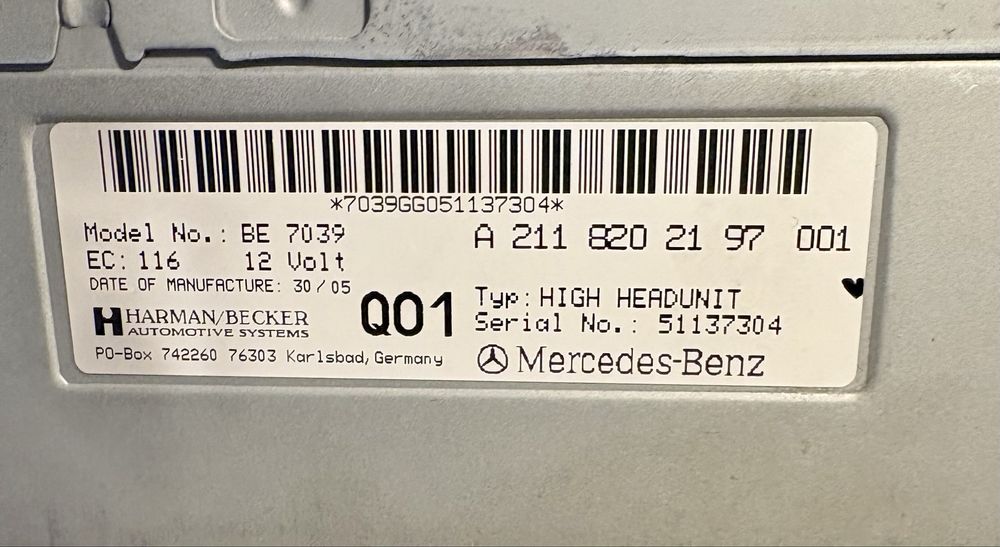 *7039GG051137304*
Model No.: BE 7039
A 211 820 21 97 001
EC: 116 12 Volt
DATE OF MANUFACTURE: 30/05
Q01
Typ: HIGH HEADUNIT
HARMAN/BECKER
AUTOMOTIVE SYSTEMS
Serial No.: 51137304
PO-Box 742260 76303 Karlsbad, Germany
Mercedes-Benz